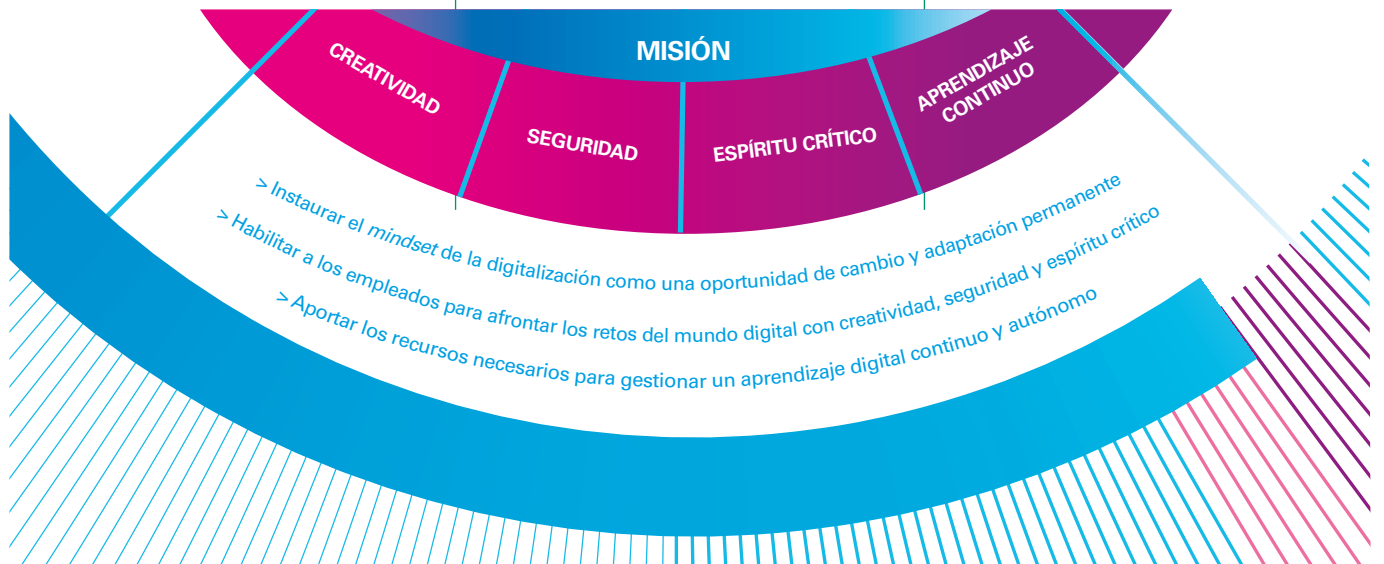 MISIÓN
CREATIVIDAD
SEGURIDAD
ESPÍRITU CRÍTICO
APRENDIZAJE
CONTINUO
> Instaurar el mindset de la digitalización como una oportunidad de cambio y adaptación permanente
> Habilitar a los empleados para afrontar los retos del mundo digital con creatividad, seguridad y espíritu crítico
> Aportar los recursos necesarios para gestionar un aprendizaje digital continuo y autónomo